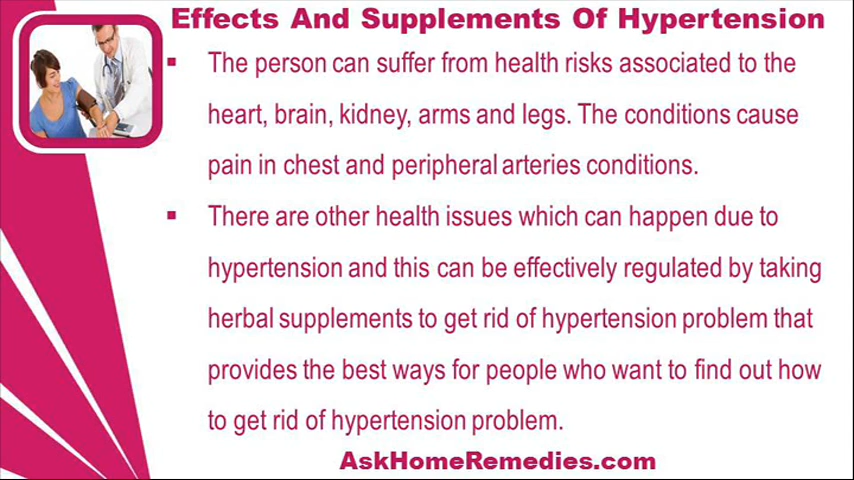 Effects And Supplements Of Hypertension
▪ The person can suffer from health risks associated to the
heart, brain, kidney, arms and legs. The conditions cause
pain in chest and peripheral arteries conditions.
▪ There are other health issues which can happen due to
hypertension and this can be effectively regulated by taking
herbal supplements to get rid of hypertension problem that
provides the best ways for people who want to find out how
to get rid of hypertension problem.
AskHomeRemedies.com